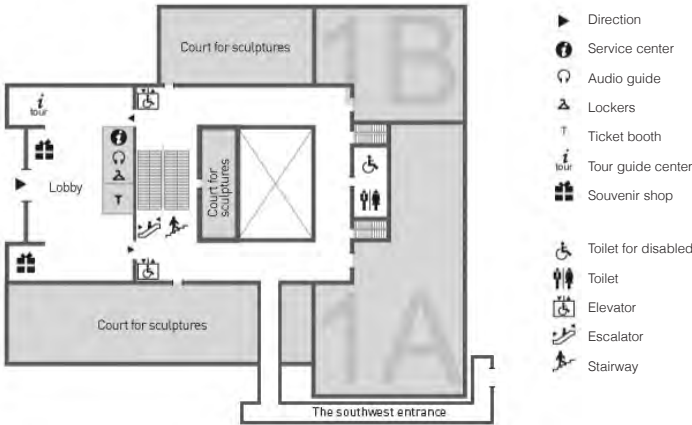 Court for sculptures
1B
i
tour
i
Lobby
T
Court for
sculptures
Court for sculptures
1A
The southwest entrance
Direction
i
Service center
Audio guide
Lockers
T
Ticket booth
i
tour
Tour guide center
Souvenir shop
Toilet for disabled
Toilet
Elevator
Escalator
Stairway